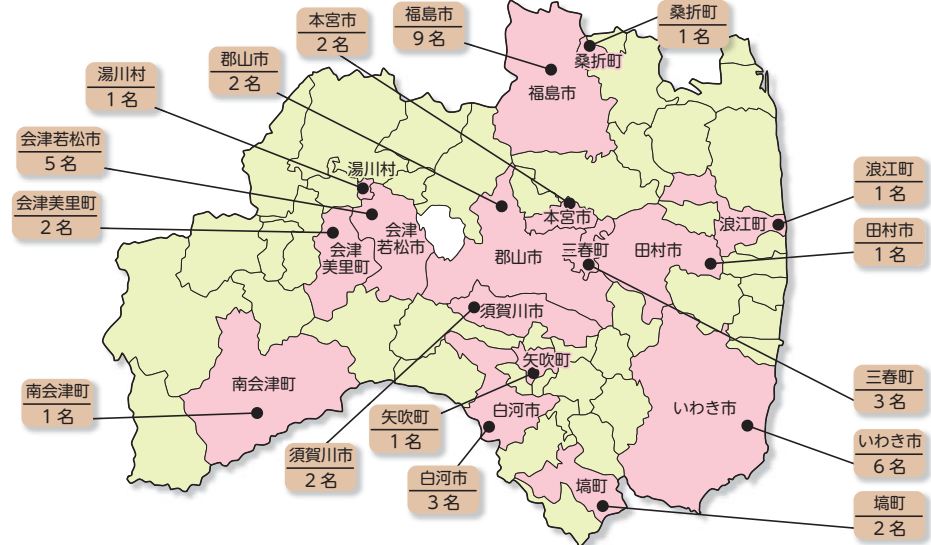 本宮市
2 名
福島市
9 名
桑折町
1 名
郡山市
2 名
湯川村
1 名
会津若松市
5 名
会津美里町
2 名
浪江町
1 名
田村市
1 名
三春町
3 名
いわき市
6 名
塙町
2 名
南会津町
1 名
須賀川市
2 名
矢吹町
1 名
白河市
3 名
桑折町
福島市
湯川村
会津
若松市
会津
美里町
本宮市
郡山市
三春町
田村市
浪江町
須賀川市
矢吹町
白河市
南会津町
いわき市
塙町